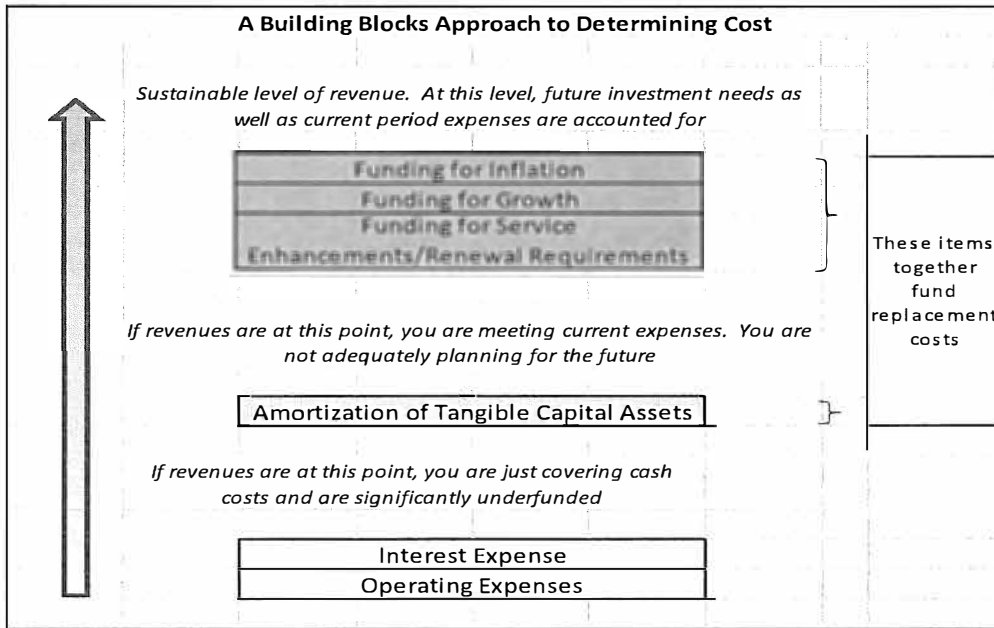 A Building Blocks Approach to Determining Cost
Sustainable level of revenue. At this level, future investment needs as
well as current period expenses are accounted for
Funding for Inflation
Funding for Growth
Funding for Service
Enhancements/Renewal Requirements
These items
together
fund
replacement
costs
If revenues are at this point, you are meeting current expenses. You are
not adequately planning for the future
Amortization of Tangible Capital Assets
If revenues are at this point, you are just covering cash
costs and are significantly underfunded
Interest Expense
Operating Expenses